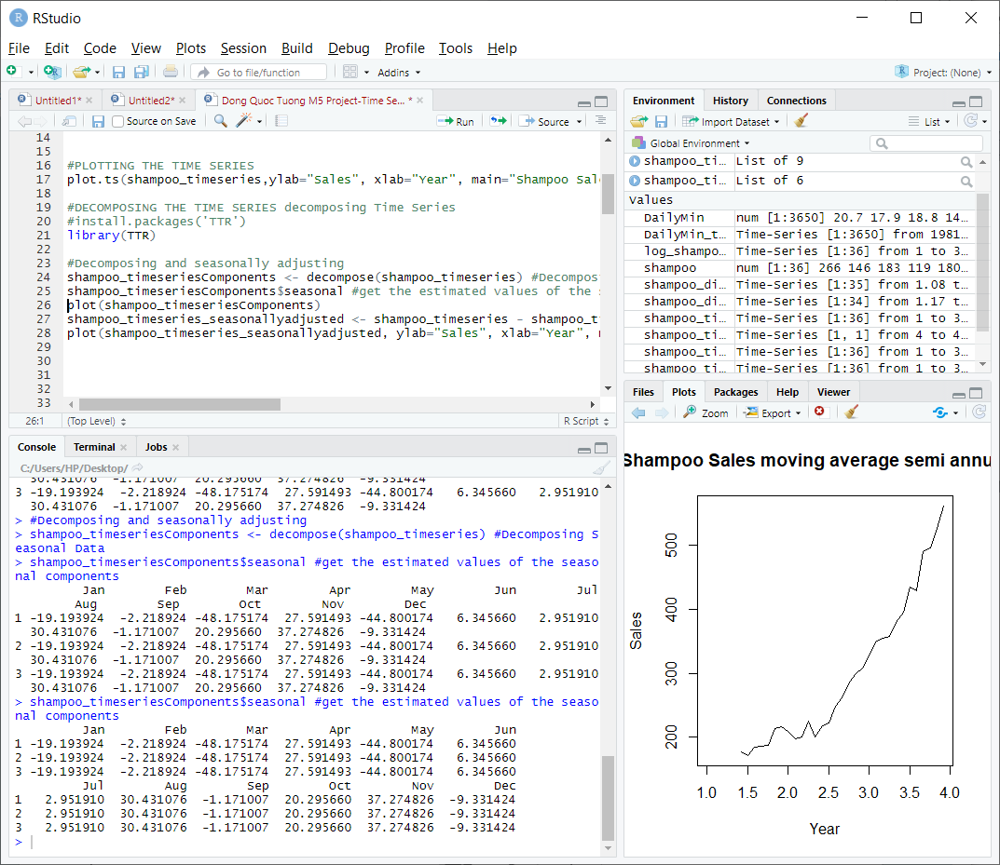 RStudio
File Edit Code View Plots Session Build Debug Profile Tools Help
Go to file/function Addins Project: (None)
Untitled1* Untitled2* Dong Quoc Tuong M5 Project-Time Se... *
Source on Save Run Source
14
15
16 #PLOTTING THE TIME SERIES
17 plot.ts(shampoo_timeseries,ylab="Sales", xlab="Year", main="Shampoo Sal
18
19 #DECOMPOSING THE TIME SERIES decomposing Time Series
20 #install.packages('TTR')
21 library(TTR)
22
23 #Decomposing and seasonally adjusting
24 shampoo_timeseriesComponents <- decompose(shampoo_timeseries) #Decompos
25 shampoo_timeseriesComponents$seasonal #get the estimated values of the s
26 plot(shampoo_timeseriesComponents)
27 shampoo_timeseries_seasonallyadjusted <- shampoo_timeseries - shampoo_t
28 plot(shampoo_timeseries_seasonallyadjusted, ylab="Sales", xlab="Year",
29
30
31
32
33
26:1 (Top Level) R Script
Console Terminal Jobs
C:/Users/HP/Desktop/
30.431076 -1.171007 20.295660 37.274826 -9.331424
3 -19.193924 -2.218924 -48.175174 27.591493 -44.800174 6.345660 2.951910
30.431076 -1.171007 20.295660 37.274826 -9.331424
> #Decomposing and seasonally adjusting
> shampoo_timeseriesComponents <- decompose(shampoo_timeseries) #Decomposing S
easonal Data
> shampoo_timeseriesComponents$seasonal #get the estimated values of the seaso
nal components
Jan Feb Mar Apr May Jun Jul
Aug Sep Oct Nov Dec
1 -19.193924 -2.218924 -48.175174 27.591493 -44.800174 6.345660 2.951910
30.431076 -1.171007 20.295660 37.274826 -9.331424
2 -19.193924 -2.218924 -48.175174 27.591493 -44.800174 6.345660 2.951910
30.431076 -1.171007 20.295660 37.274826 -9.331424
3 -19.193924 -2.218924 -48.175174 27.591493 -44.800174 6.345660 2.951910
30.431076 -1.171007 20.295660 37.274826 -9.331424
> shampoo_timeseriesComponents$seasonal #get the estimated values of the seaso
nal components
Jan Feb Mar Apr May Jun
1 -19.193924 -2.218924 -48.175174 27.591493 -44.800174 6.345660
2 -19.193924 -2.218924 -48.175174 27.591493 -44.800174 6.345660
3 -19.193924 -2.218924 -48.175174 27.591493 -44.800174 6.345660
Jul Aug Sep Oct Nov Dec
1 2.951910 30.431076 -1.171007 20.295660 37.274826 -9.331424
2 2.951910 30.431076 -1.171007 20.295660 37.274826 -9.331424
3 2.951910 30.431076 -1.171007 20.295660 37.274826 -9.331424
>
Environment History Connections
Import Dataset List
Global Environment
shampoo_ti... List of 9
shampoo_ti... List of 6
Values
DailyMin num [1:3650] 20.7 17.9 18.8 14...
DailyMin_t... Time-Series [1:3650] from 1981...
log_shampo... Time-Series [1:36] from 1 to 3...
shampoo num [1:36] 266 146 183 119 180...
shampoo_di... Time-Series [1:35] from 1.08 t...
shampoo_di... Time-Series [1:34] from 1.17 t...
shampoo_ti... Time-Series [1:36] from 1 to 3...
shampoo_ti... Time-Series [1, 1] from 4 to 4...
shampoo_ti... Time-Series [1:36] from 1 to 3...
shampoo_ti... Time-Series [1:36] from 1 to 3...
Files Plots Packages Help Viewer
Zoom Export
Shampoo Sales moving average semi annu
Sales
500
400
300
200
1.0 1.5 2.0 2.5 3.0 3.5 4.0
Year